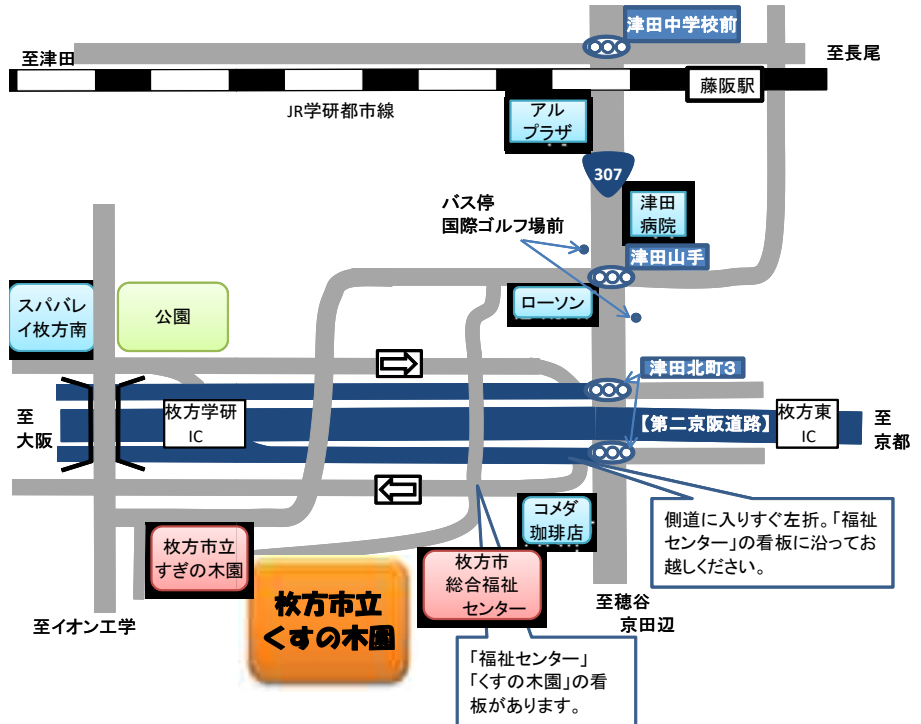 津田中学校前
至津田
至長尾
藤阪駅
JR学研都市線
アル
プラザ
307
バス停
国際ゴルフ場前
津田
病院
津田山手
スパバレ
イ枚方南
公園
ローソン
津田北町3
至
大阪
枚方学研
IC
【第二京阪道路】
枚方東
IC
至
京都
コメダ
珈琲店
側道に入りすぐ左折。「福祉
センター」の看板に沿ってお
越しください。
枚方市立
すぎの木園
枚方市
総合福祉
センター
枚方市立
くすの木園
至穂谷
京田辺
至イオン工学
「福祉センター」
「くすの木園」の看
板があります。